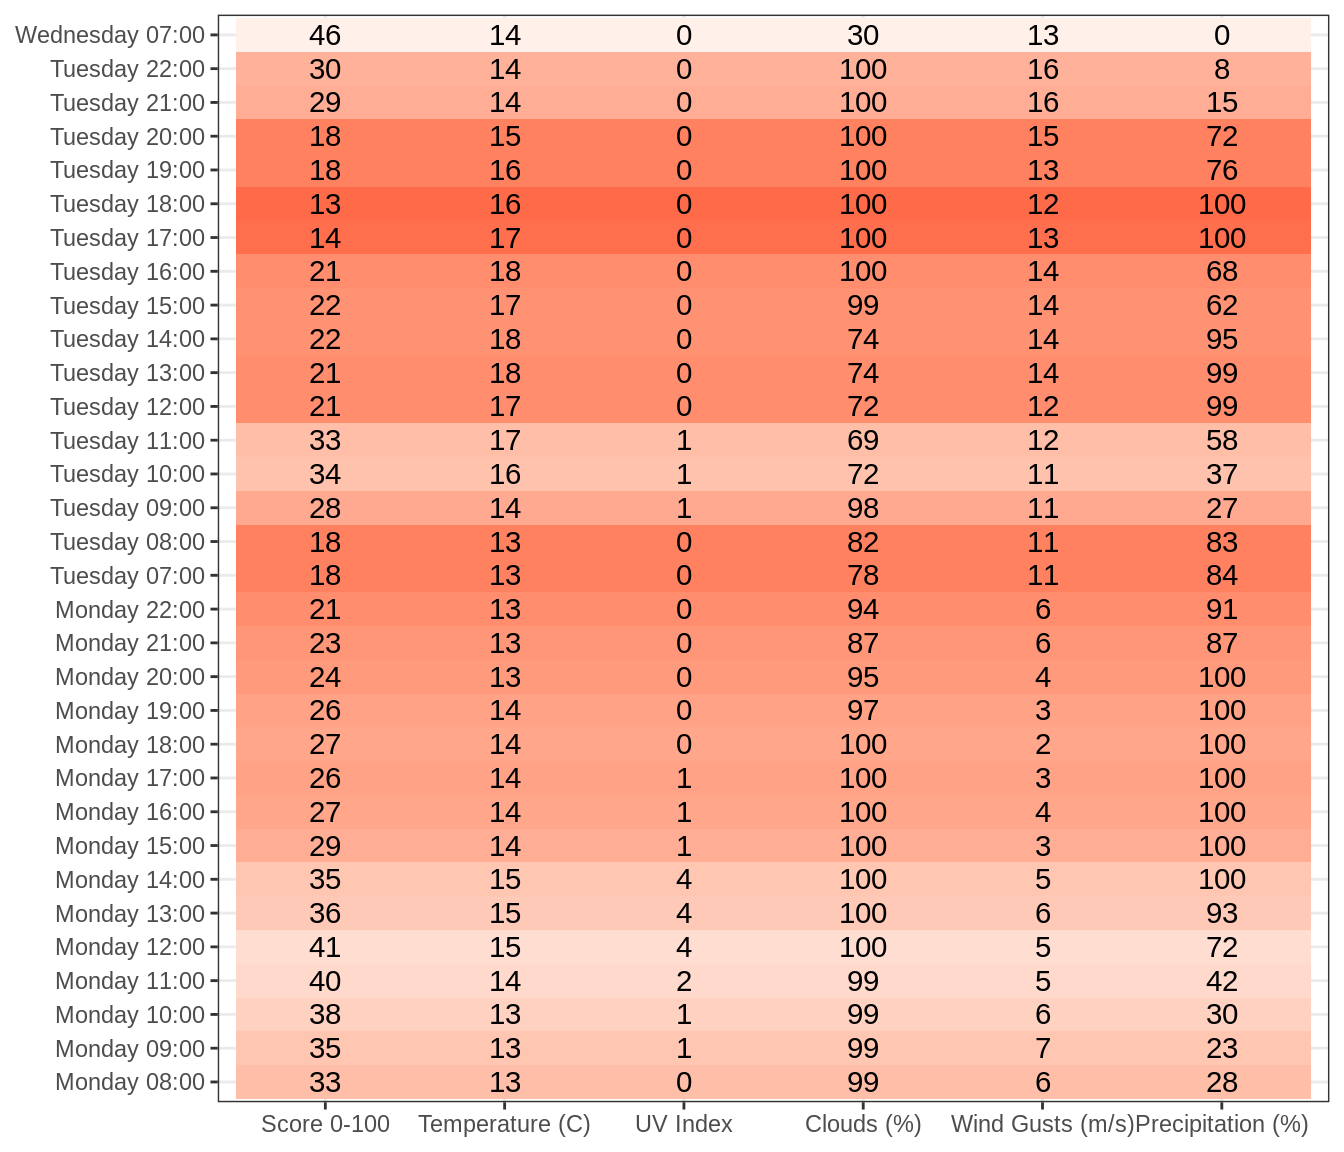 Wednesday 07:00 46 14 0 30 13 0
Tuesday 22:00 30 14 0 100 16 8
Tuesday 21:00 29 14 0 100 16 15
Tuesday 20:00 18 15 0 100 15 72
Tuesday 19:00 18 16 0 100 13 76
Tuesday 18:00 13 16 0 100 12 100
Tuesday 17:00 14 17 0 100 13 100
Tuesday 16:00 21 18 0 100 14 68
Tuesday 15:00 22 17 0 99 14 62
Tuesday 14:00 22 18 0 74 14 95
Tuesday 13:00 21 18 0 74 14 99
Tuesday 12:00 21 17 0 72 12 99
Tuesday 11:00 33 17 1 69 12 58
Tuesday 10:00 34 16 1 72 11 37
Tuesday 09:00 28 14 1 98 11 27
Tuesday 08:00 18 13 0 82 11 83
Tuesday 07:00 18 13 0 78 11 84
Monday 22:00 21 13 0 94 6 91
Monday 21:00 23 13 0 87 6 87
Monday 20:00 24 13 0 95 4 100
Monday 19:00 26 14 0 97 3 100
Monday 18:00 27 14 0 100 2 100
Monday 17:00 26 14 1 100 3 100
Monday 16:00 27 14 1 100 4 100
Monday 15:00 29 14 1 100 3 100
Monday 14:00 35 15 4 100 5 100
Monday 13:00 36 15 4 100 6 93
Monday 12:00 41 15 4 100 5 72
Monday 11:00 40 14 2 99 5 42
Monday 10:00 38 13 1 99 6 30
Monday 09:00 35 13 1 99 7 23
Monday 08:00 33 13 0 99 6 28
Score 0-100 Temperature (C) UV Index Clouds (%) Wind Gusts (m/s) Precipitation (%)